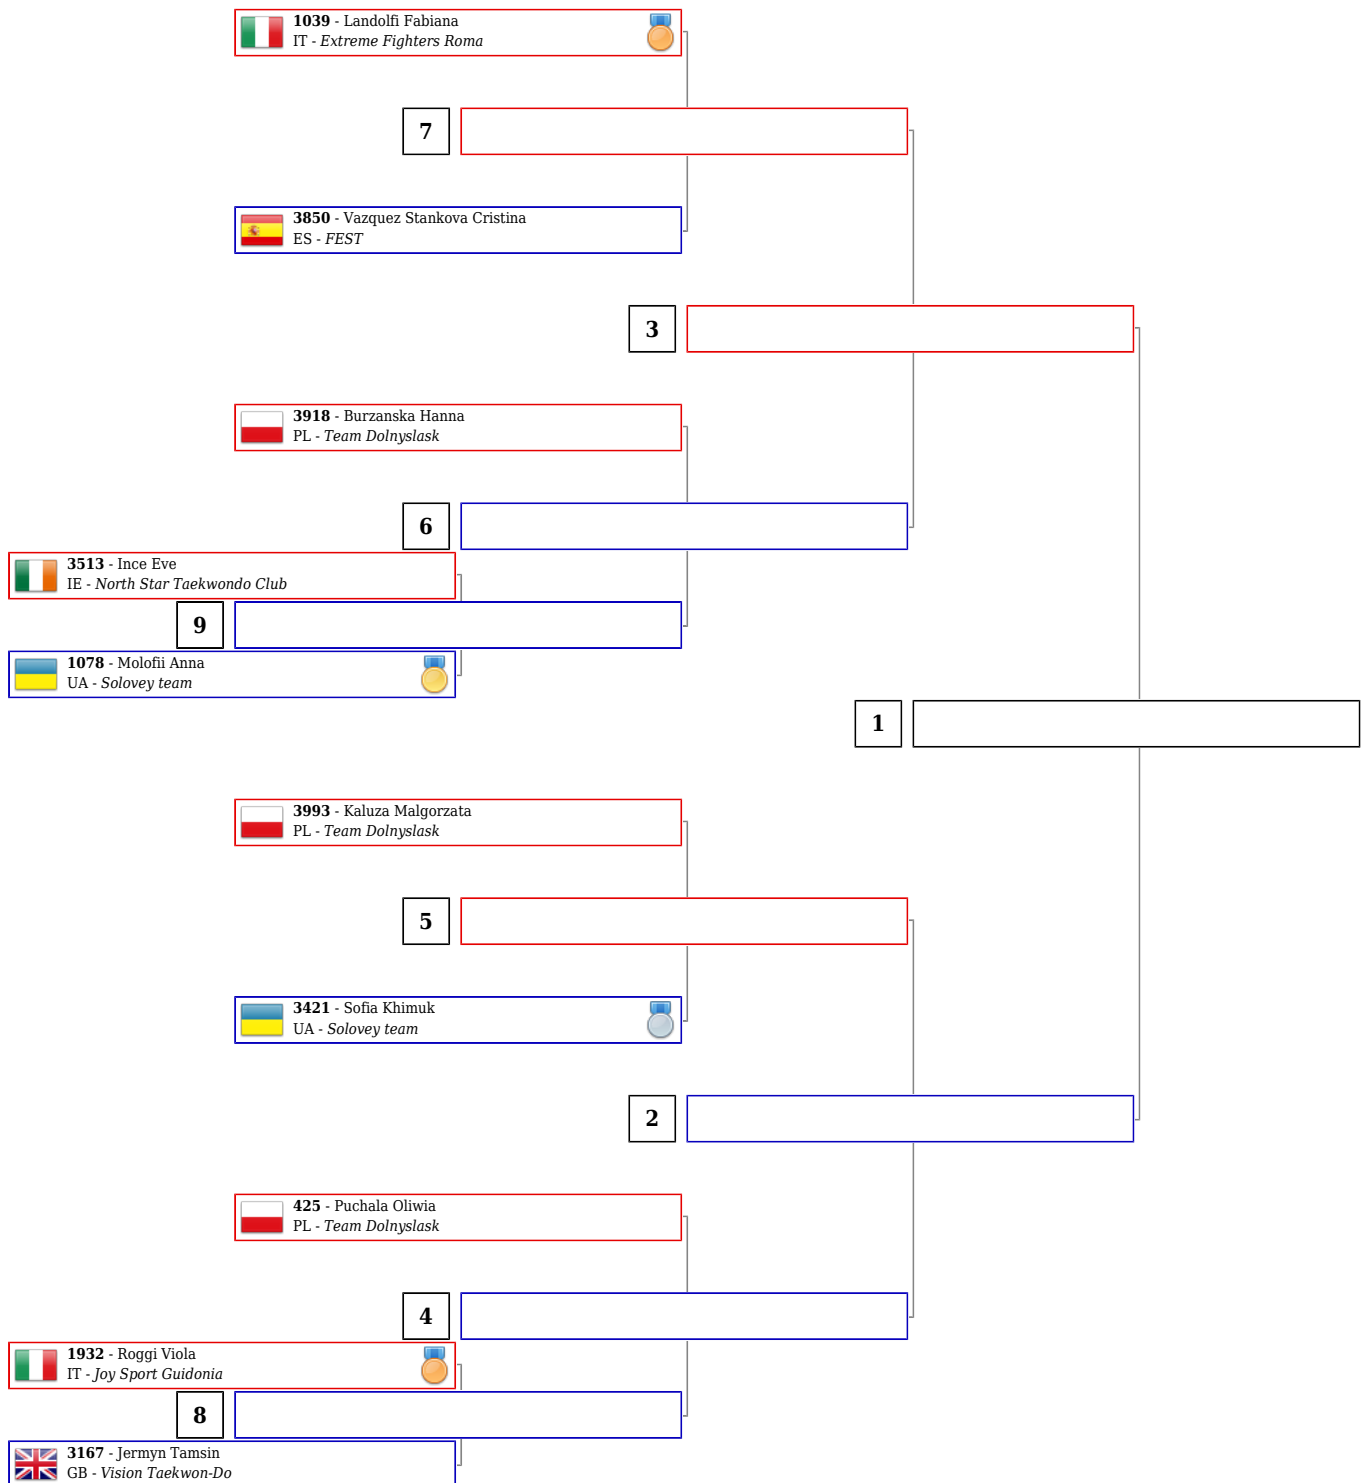 1039 - Landolfi Fabiana
IT - Extreme Fighters Roma
7
3850 - Vazquez Stankova Cristina
ES - FEST
3
3918 - Burzanska Hanna
PL - Team Dolnyslask
6
3513 - Ince Eve
IE - North Star Taekwondo Club
9
1078 - Molofii Anna
UA - Solovey team
1
3993 - Kaluza Malgorzata
PL - Team Dolnyslask
5
3421 - Sofia Khimuk
UA - Solovey team
2
425 - Puchala Oliwia
PL - Team Dolnyslask
4
1932 - Roggi Viola
IT - Joy Sport Guidonia
8
3167 - Jermyn Tamsin
GB - Vision Taekwon-Do